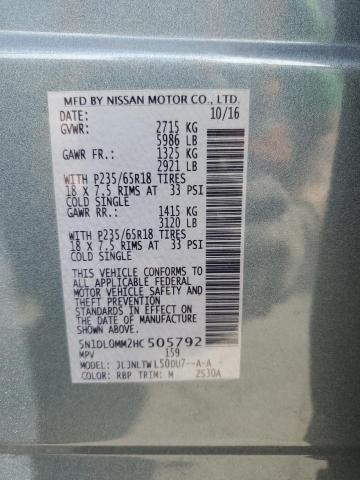 MFD BY NISSAN MOTOR CO., LTD.
DATE: 10/16
GVWR: 2715 KG
5986 LB
GAWR FR.: 1325 KG
2921 LB
WITH P235/65R18 TIRES
18 X 7.5 RIMS AT 33 PSI
COLD SINGLE
GAWR RR.: 1415 KG
3120 LB
WITH P235/65R18 TIRES
18 X 7.5 RIMS AT 33 PSI
COLD SINGLE
THIS VEHICLE CONFORMS TO
ALL APPLICABLE FEDERAL
MOTOR VEHICLE SAFETY
AND THEFT PREVENTION
STANDARDS IN EFFECT ON
THE DATE OF MANUFACTURE
SHOWN ABOVE.
5N1DL0MM2HC505792
MPV 159
MODEL: JLJNLTWL50DU7--A-A
COLOR: RBP TRIM: M 2530A